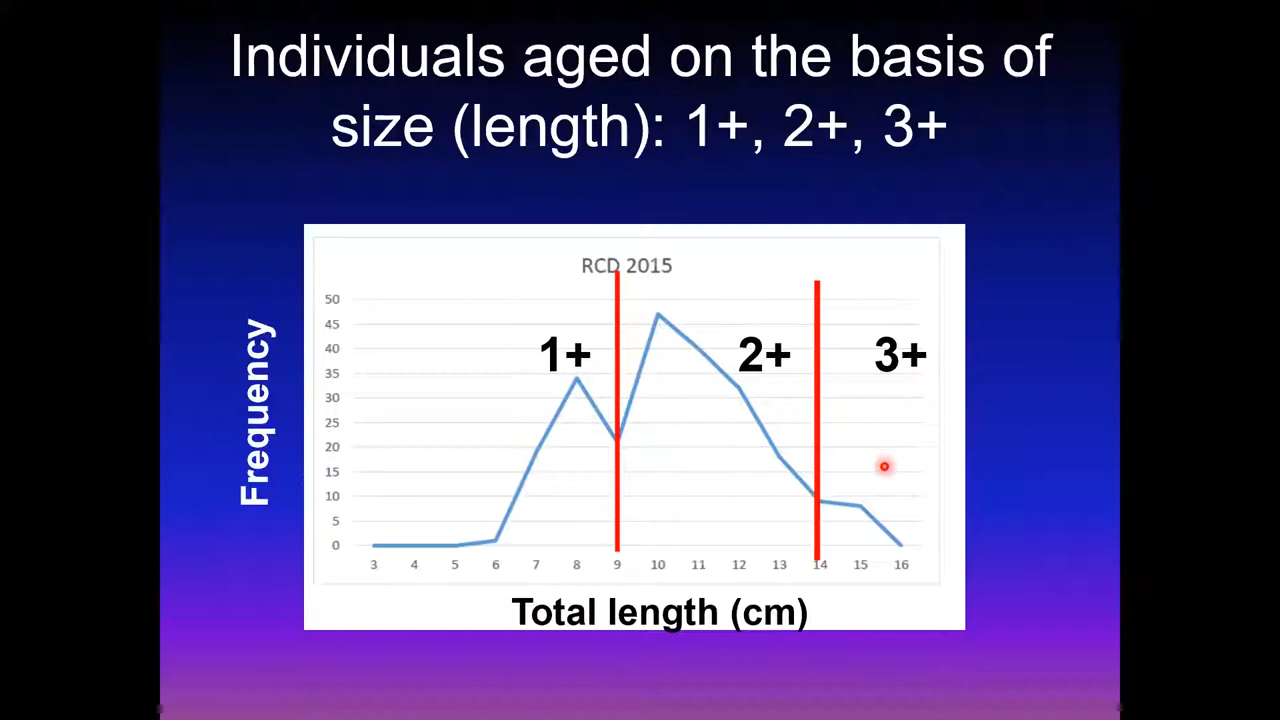 Individuals aged on the basis of
size (length): 1+, 2+, 3+
RCD 2015
50
45
40
35
30
25
20
15
10
5
0
1+
2+
3+
Frequency
3 4 5 6 7 8 9 10 11 12 13 14 15 16
Total length (cm)